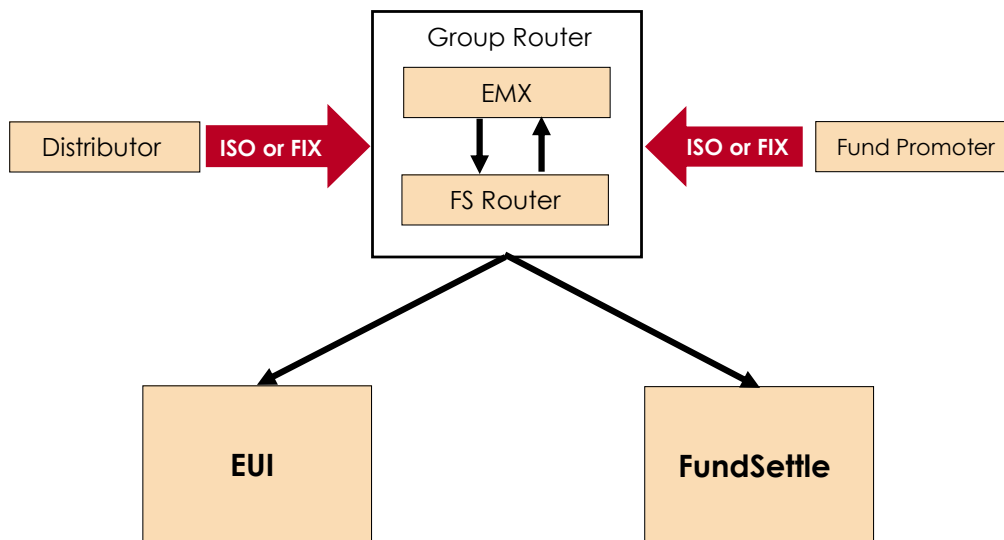 Group Router
EMX
Distributor
ISO or FIX
ISO or FIX
Fund Promoter
FS Router
EUI
FundSettle